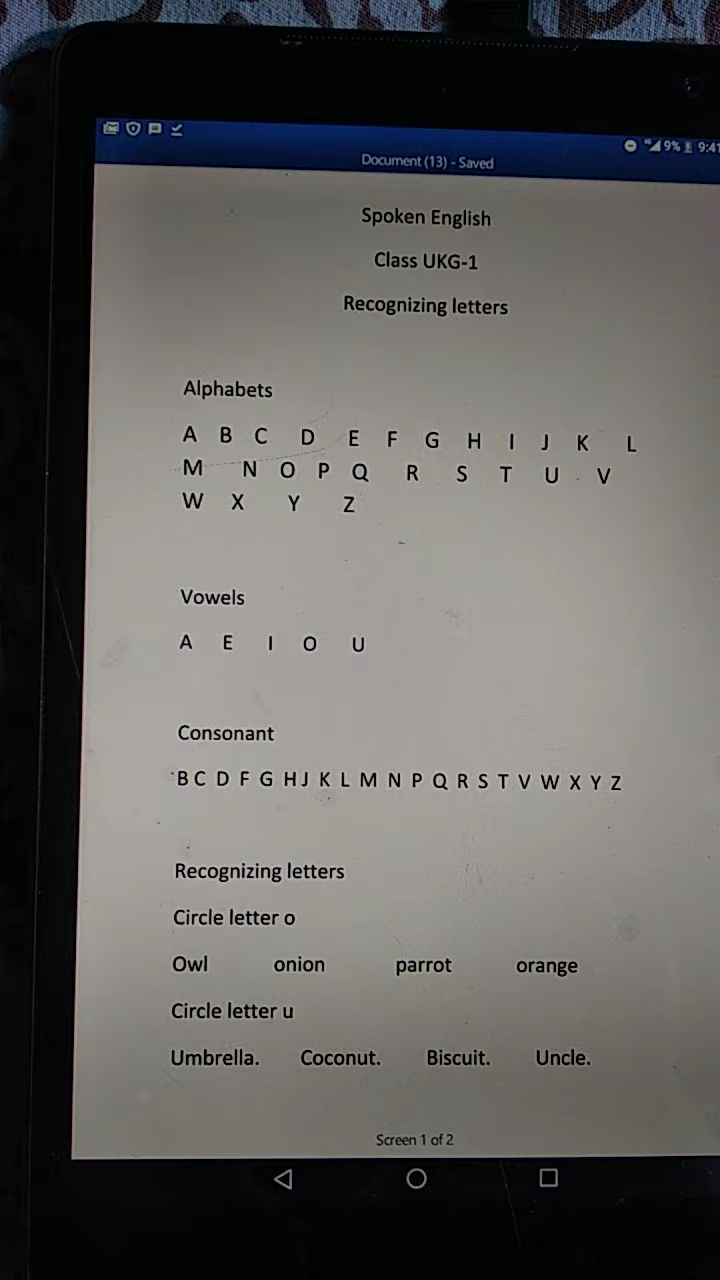 9% 9:41
Document (13) - Saved
Spoken English
Class UKG-1
Recognizing letters
Alphabets
A B C D E F G H I J K L
M N O P Q R S T U V
W X Y Z
Vowels
A E I O U
Consonant
B C D F G H J K L M N P Q R S T V W X Y Z
Recognizing letters
Circle letter o
Owl onion parrot orange
Circle letter u
Umbrella. Coconut. Biscuit. Uncle.
Screen 1 of 2